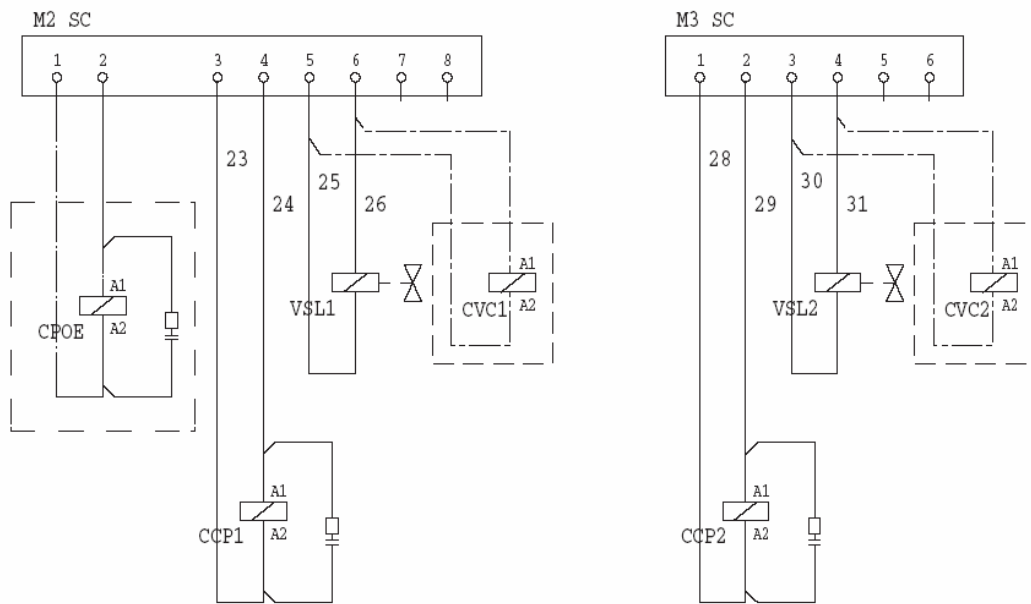 M2 SC
M3 SC
1 2 3 4 5 6 7 8
1 2 3 4 5 6
23
28
25
30
24
26
29
31
A1
A1
A1
VSL1
CVC1
A2
VSL2
CVC2
A2
A1
CPOE
A2
A1
A1
CCP1
A2
CCP2
A2